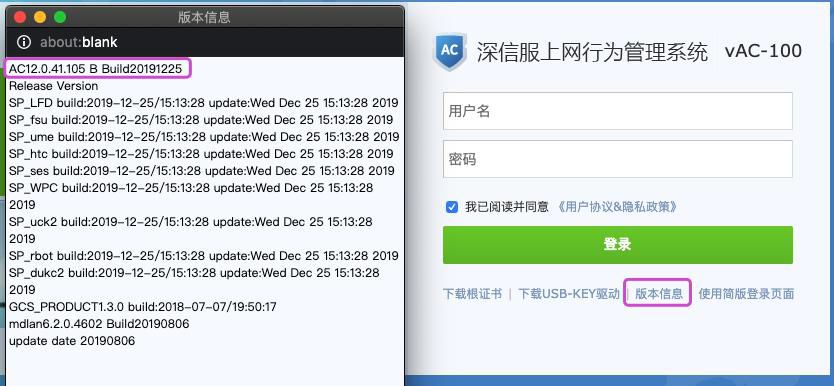 版本信息
about:blank
AC12.0.41.105 B Build20191225
Release Version
SP_LFD build:2019-12-25/15:13:28 update:Wed Dec 25 15:13:28 2019
SP_fsu build:2019-12-25/15:13:28 update:Wed Dec 25 15:13:28 2019
SP_ume build:2019-12-25/15:13:28 update:Wed Dec 25 15:13:28 2019
SP_htc build:2019-12-25/15:13:28 update:Wed Dec 25 15:13:28 2019
SP_ses build:2019-12-25/15:13:28 update:Wed Dec 25 15:13:28 2019
SP_WPC build:2019-12-25/15:13:28 update:Wed Dec 25 15:13:28
2019
SP_uck2 build:2019-12-25/15:13:28 update:Wed Dec 25 15:13:28
2019
SP_rbot build:2019-12-25/15:13:28 update:Wed Dec 25 15:13:28 2019
SP_dukc2 build:2019-12-25/15:13:28 update:Wed Dec 25 15:13:28
2019
GCS_PRODUCT1.3.0 build:2018-07-07/19:50:17
mdlan6.2.0.4602 Build20190806
update date 20190806
AC 深信服上网行为管理系统 vAC-100
用户名
密码
我已阅读并同意 《用户协议&隐私政策》
登录
下载根证书 | 下载USB-KEY驱动 | 版本信息 使用简版登录页面